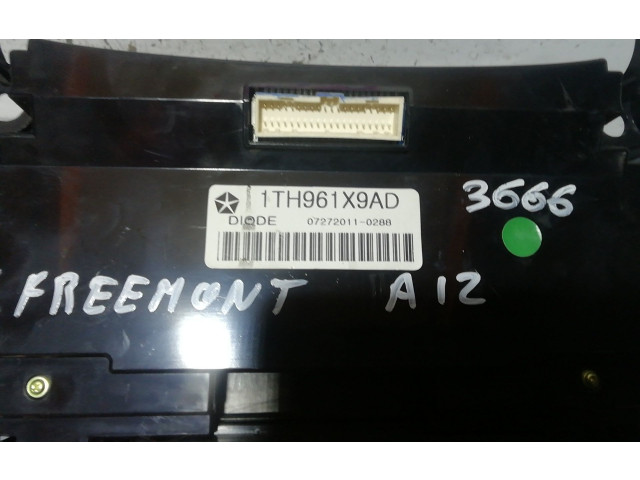 1TH961X9AD
DIODE 07272011-0288
3666
FREEMONT A12